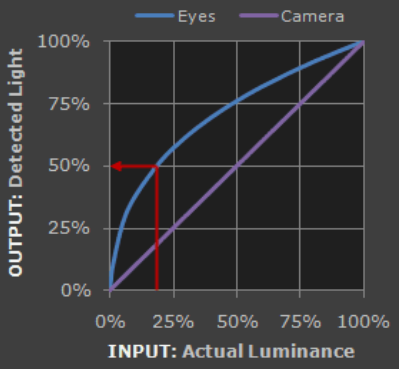 Eyes Camera
100%
75%
50%
25%
0%
OUTPUT: Detected Light
0% 25% 50% 75% 100%
INPUT: Actual Luminance